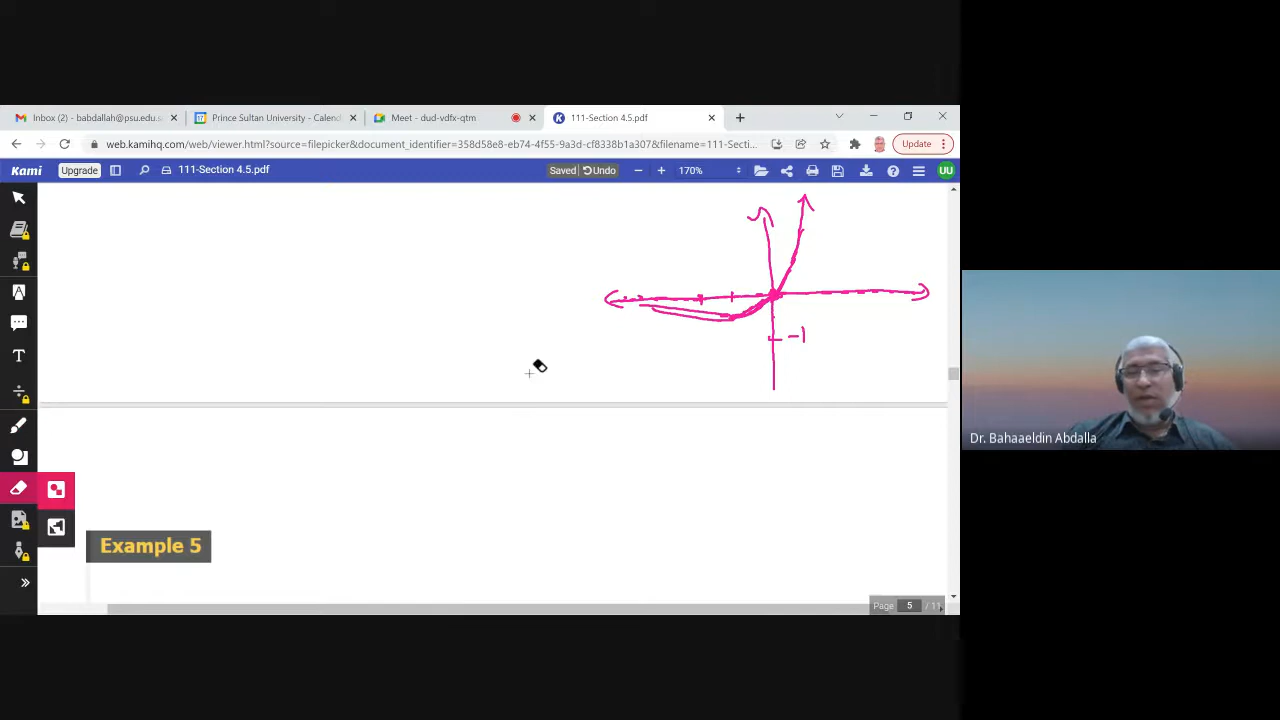 Inbox (2) - babdallah@psu.edu.s
Prince Sultan University - Calend
Meet - dud-vdfx-qtm
111-Section 4.5.pdf
web.kamihq.com/web/viewer.html?source=filepicker&document_identifier=358d58e8-eb74-4f55-9a3d-cf8338b1a307&filename=111-Secti...
Update
Kami
Upgrade
111-Section 4.5.pdf
Saved
Undo
170%
UU
-1
Dr. Bahaaeldin Abdalla
Example 5
Page 5 / 11